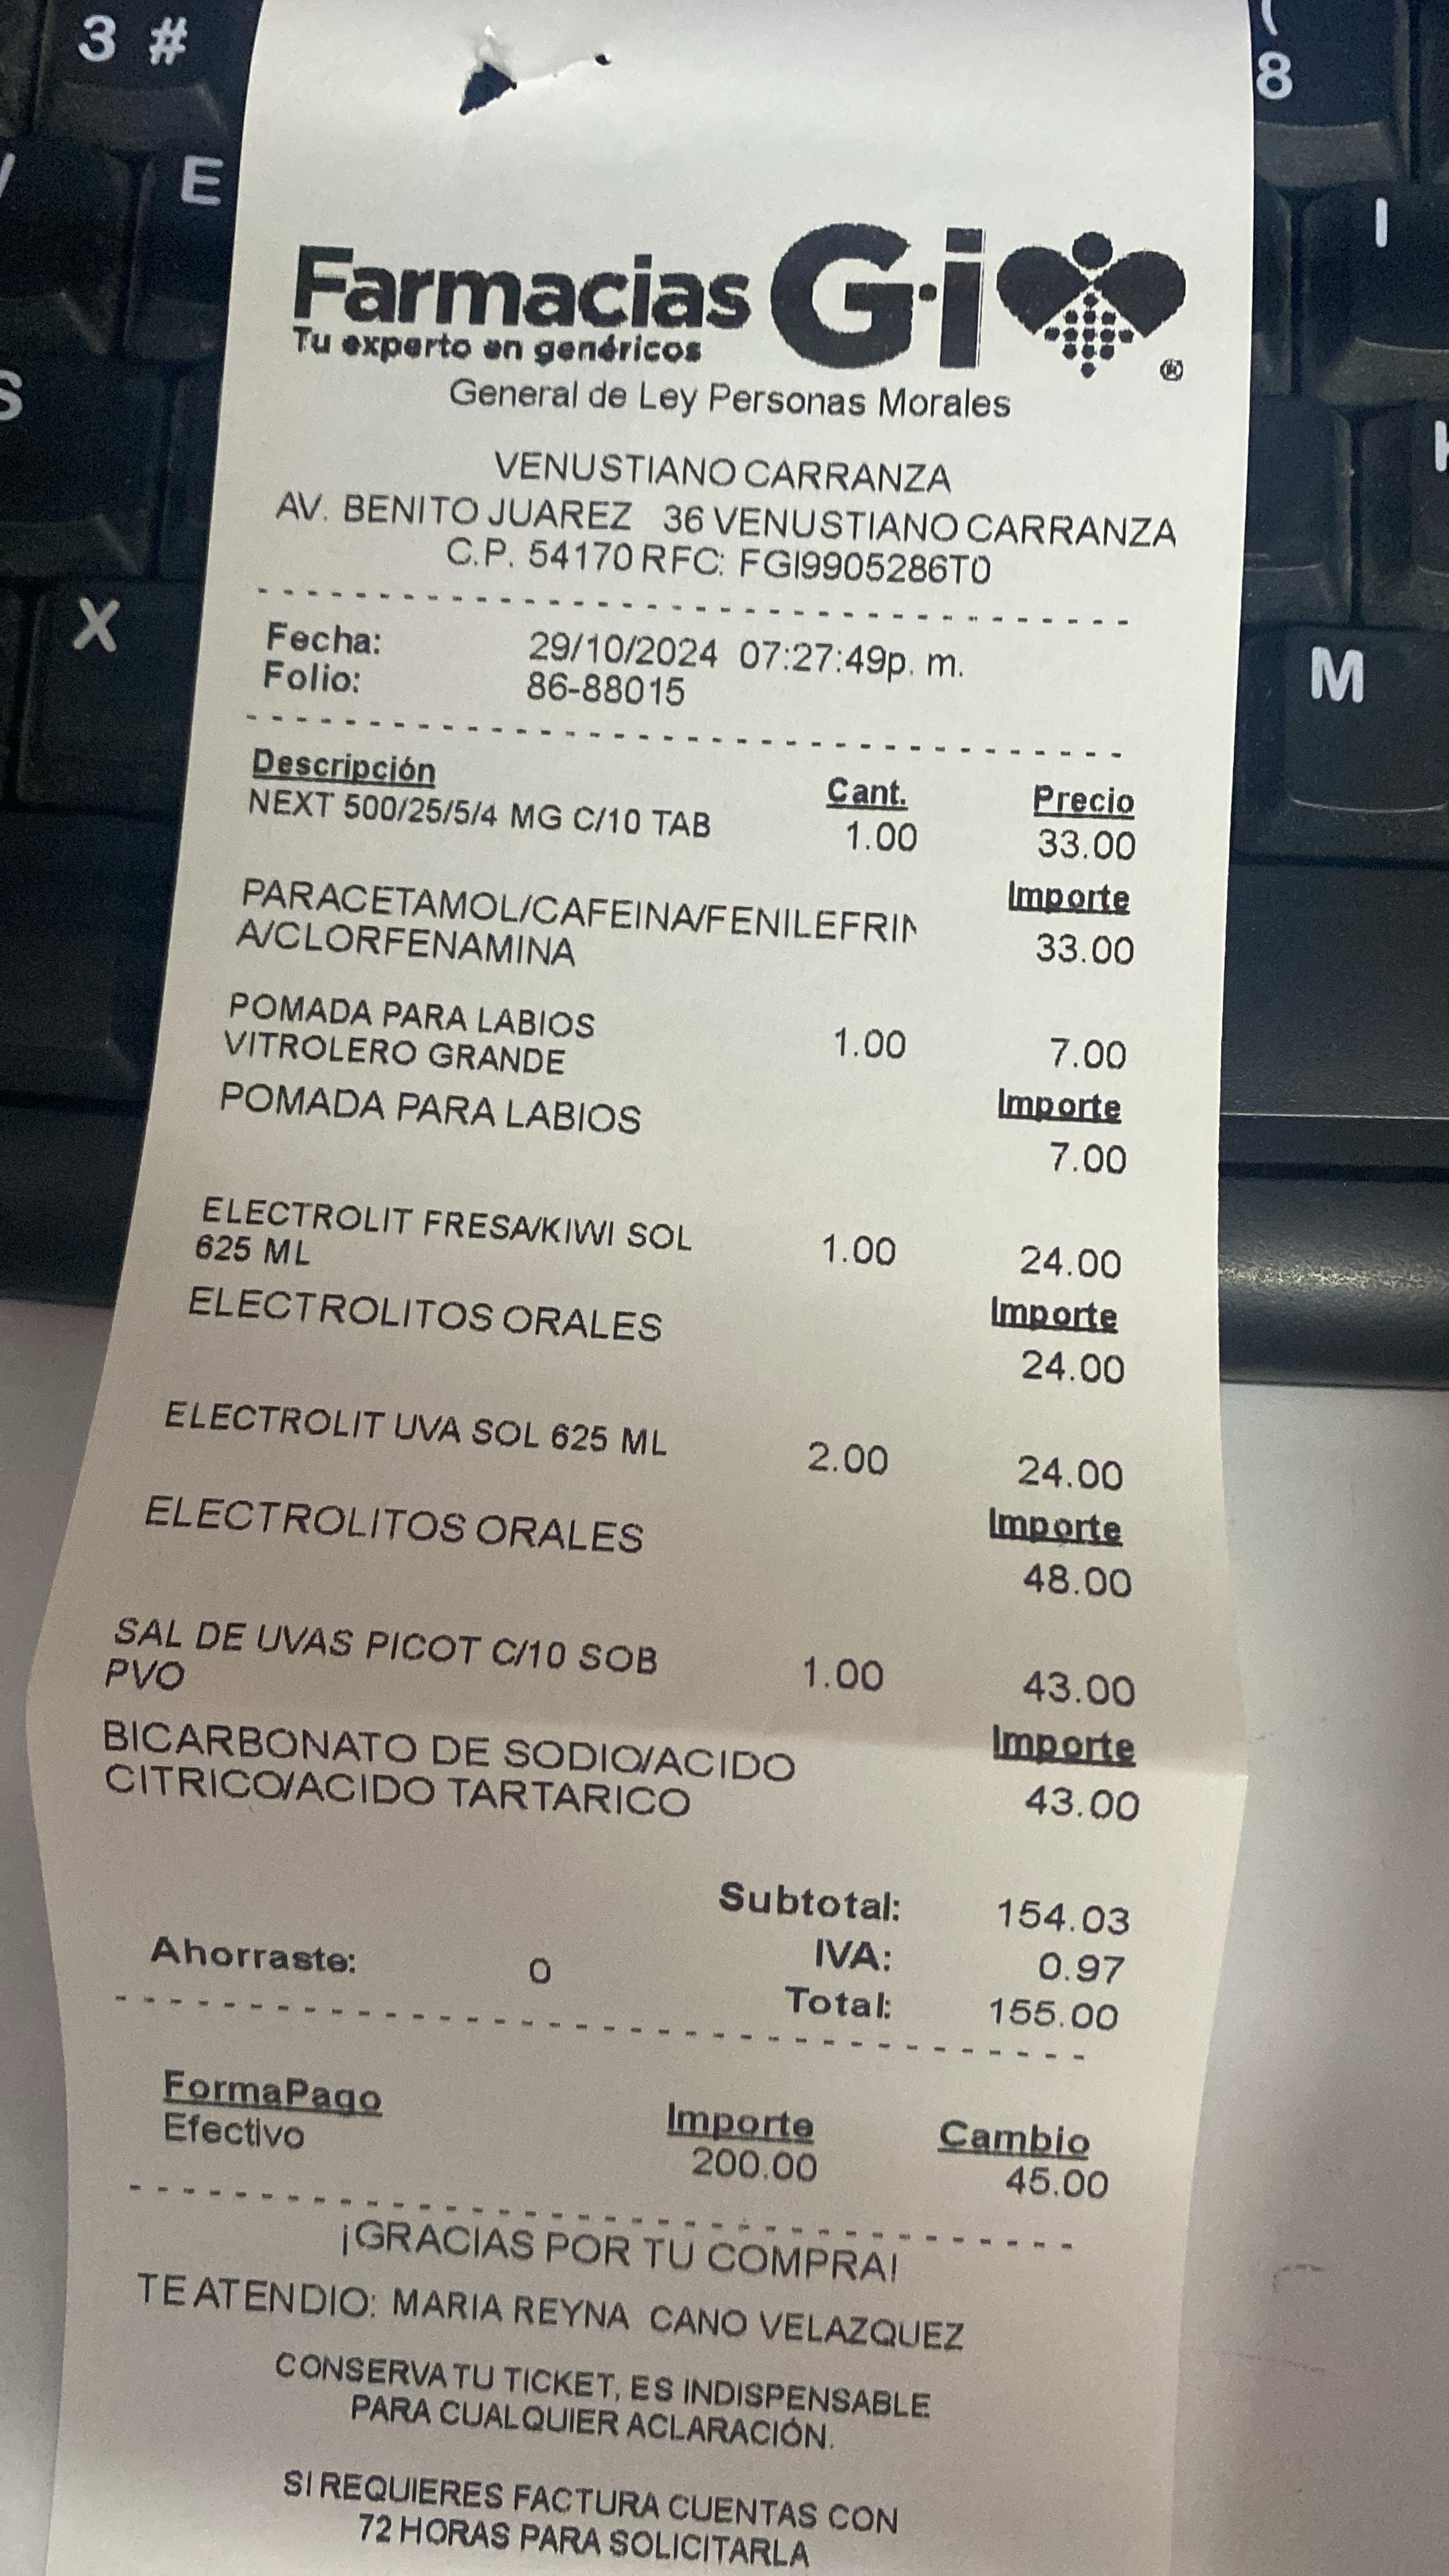 3 #
E
S
X
(
8
I
M
Farmacias G·i ®
Tu experto en genéricos
General de Ley Personas Morales
VENUSTIANO CARRANZA
AV. BENITO JUAREZ 36 VENUSTIANO CARRANZA
C.P. 54170 RFC: FGI9905286T0
Fecha: 29/10/2024 07:27:49p. m.
Folio: 86-88015
Descripción Cant. Precio
NEXT 500/25/5/4 MG C/10 TAB 1.00 33.00
Importe
PARACETAMOL/CAFEINA/FENILEFRIN
A/CLORFENAMINA 33.00
POMADA PARA LABIOS
VITROLERO GRANDE 1.00 7.00
POMADA PARA LABIOS Importe
7.00
ELECTROLIT FRESA/KIWI SOL
625 ML 1.00 24.00
ELECTROLITOS ORALES Importe
24.00
ELECTROLIT UVA SOL 625 ML 2.00 24.00
ELECTROLITOS ORALES Importe
48.00
SAL DE UVAS PICOT C/10 SOB
PVO 1.00 43.00
BICARBONATO DE SODIO/ACIDO Importe
CITRICO/ACIDO TARTARICO 43.00
Subtotal: 154.03
Ahorraste: 0 IVA: 0.97
Total: 155.00
FormaPago Importe Cambio
Efectivo 200.00 45.00
¡GRACIAS POR TU COMPRA!
TE ATENDIO: MARIA REYNA CANO VELAZQUEZ
CONSERVA TU TICKET, ES INDISPENSABLE
PARA CUALQUIER ACLARACIÓN.
SI REQUIERES FACTURA CUENTAS CON
72 HORAS PARA SOLICITARLA